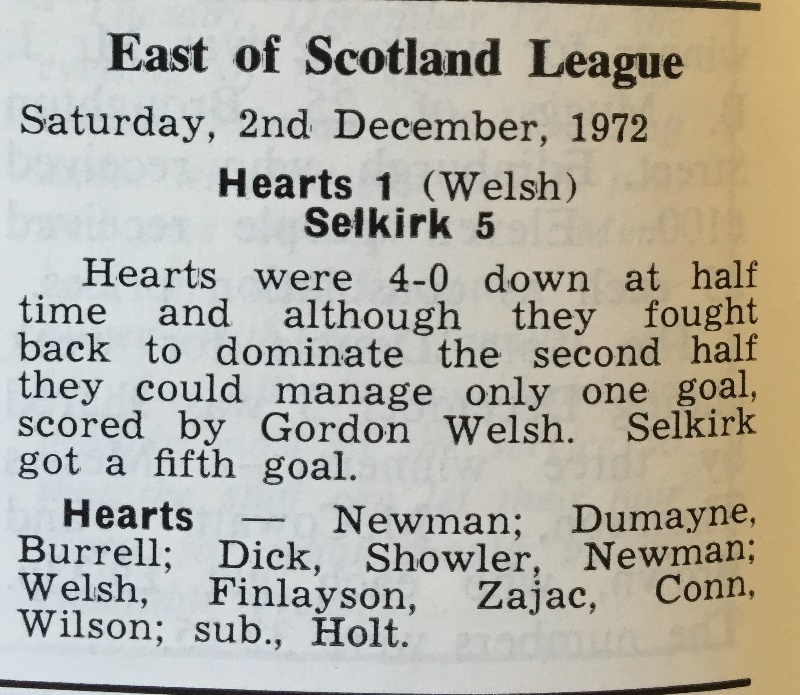 East of Scotland League
Saturday, 2nd December, 1972
Hearts 1 (Welsh)
Selkirk 5
Hearts were 4-0 down at half
time and although they fought
back to dominate the second half
they could manage only one goal,
scored by Gordon Welsh. Selkirk
got a fifth goal.
Hearts — Newman; Dumayne,
Burrell; Dick, Showler, Newman;
Welsh, Finlayson, Zajac, Conn,
Wilson; sub., Holt.